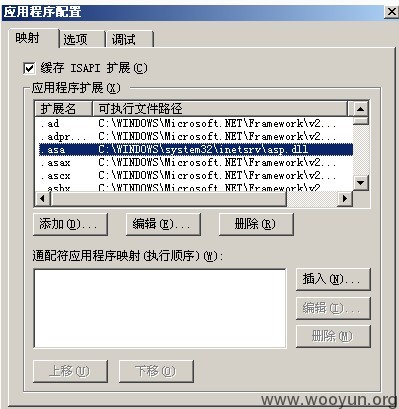 应用程序配置
映射 选项 调试
缓存 ISAPI 扩展(C)
应用程序扩展(X)
扩展名 可执行文件路径
.ad C:\WINDOWS\Microsoft.NET\Framework\v2...
.adpr... C:\WINDOWS\Microsoft.NET\Framework\v2...
.asa C:\WINDOWS\system32\inetsrv\asp.dll
.asax C:\WINDOWS\Microsoft.NET\Framework\v2...
.ascx C:\WINDOWS\Microsoft.NET\Framework\v2...
.ashx C:\WINDOWS\Microsoft.NET\Framework\v2...
添加(D)... 编辑(E)... 删除(R)
通配符应用程序映射(执行顺序)(W):
插入(N)...
编辑(I)...
删除(M)
上移(U) 下移(O)
www.wooyun.org